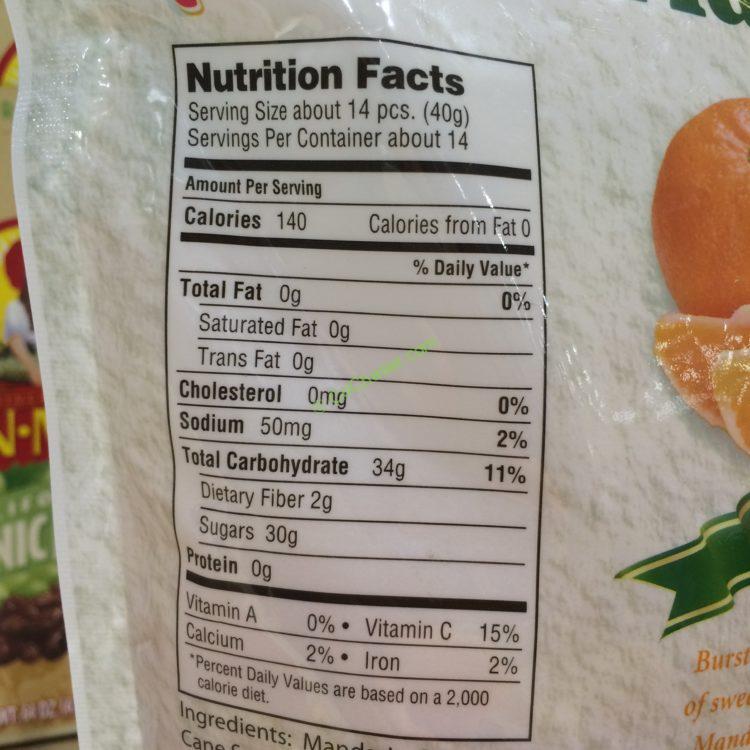 Nutrition Facts
Serving Size about 14 pcs. (40g)
Servings Per Container about 14
Amount Per Serving
Calories 140 Calories from Fat 0
% Daily Value*
Total Fat 0g 0%
Saturated Fat 0g
Trans Fat 0g
Cholesterol 0mg 0%
Sodium 50mg 2%
Total Carbohydrate 34g 11%
Dietary Fiber 2g
Sugars 30g
Protein 0g
Vitamin A 0% • Vitamin C 15%
Calcium 2% • Iron 2%
*Percent Daily Values are based on a 2,000
calorie diet.
Ingredients:
Cane
Burst
of